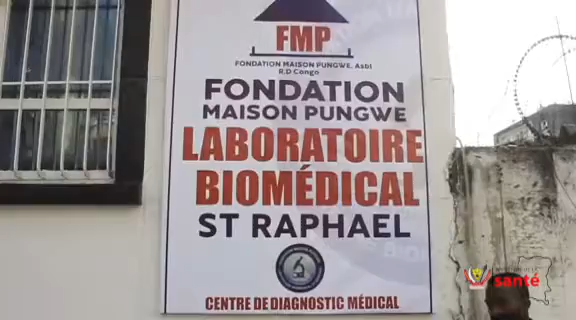 FMP
FONDATION MAISON PUNGWE, Asbl
R.D Congo
FONDATION
MAISON PUNGWE
LABORATOIRE
BIOMÉDICAL
ST RAPHAEL
CENTRE DE DIAGNOSTIC MÉDICAL
santé